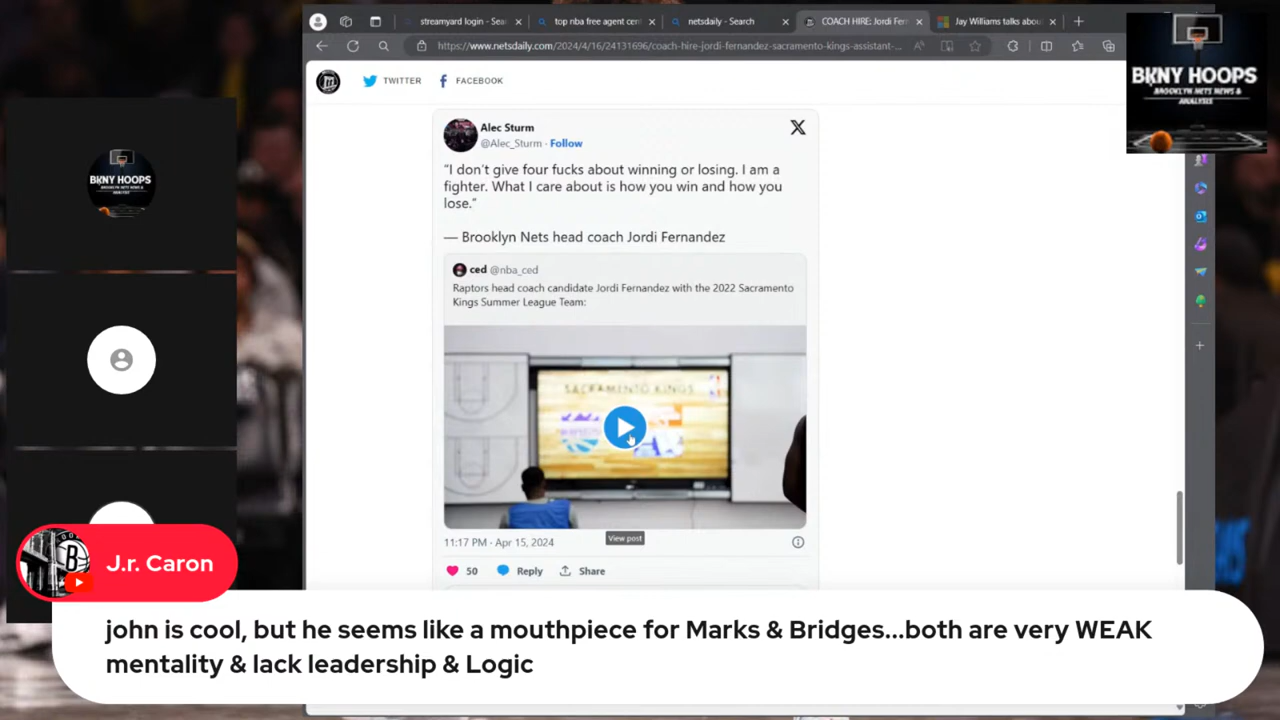 streamyard login - Sear
top nba free agent cent
netsdaily - Search
COACH HIRE: Jordi Fern
Jay Williams talks abou
https://www.netsdaily.com/2024/4/16/24131696/coach-hire-jordi-fernandez-sacramento-kings-assistant-...
TWITTER
FACEBOOK
BKNY HOOPS
BROOKLYN NETS NEWS &
ANALYSIS
BKNY HOOPS
BROOKLYN NETS NEWS &
ANALYSIS
Alec Sturm
@Alec_Sturm · Follow
"I don't give four fucks about winning or losing. I am a
fighter. What I care about is how you win and how you
lose."
— Brooklyn Nets head coach Jordi Fernandez
ced @nba_ced
Raptors head coach candidate Jordi Fernandez with the 2022 Sacramento
Kings Summer League Team:
SACRAMENTO KINGS
View post
11:17 PM · Apr 15, 2024
50
Reply
Share
B
J.r. Caron
john is cool, but he seems like a mouthpiece for Marks & Bridges...both are very WEAK
mentality & lack leadership & Logic